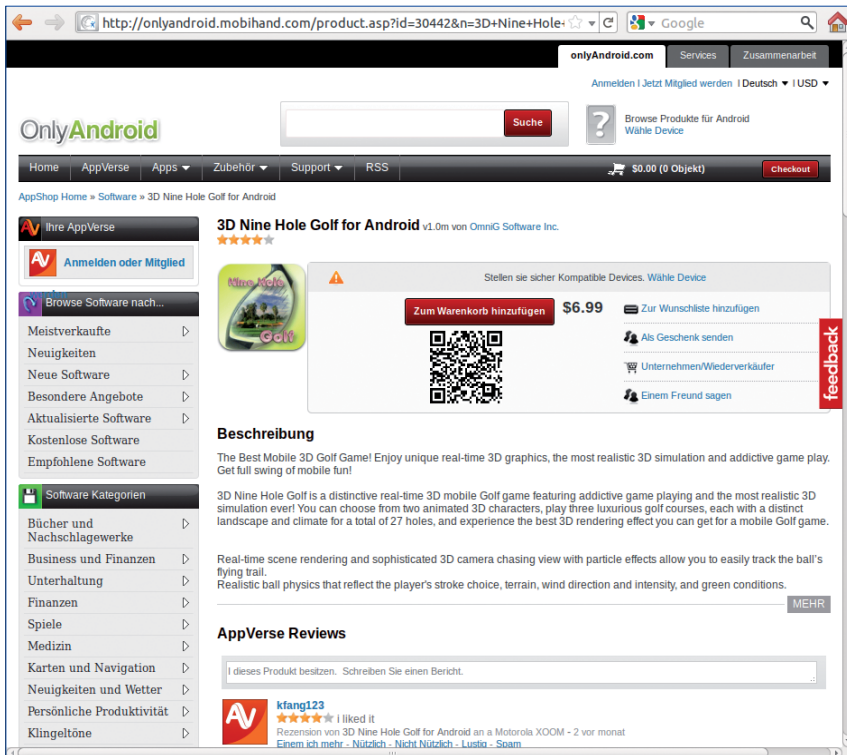 http://onlyandroid.mobihand.com/product.asp?id=30442&n=3D+Nine+Hole+
Google
onlyAndroid.com Services Zusammenarbeit
Anmelden I Jetzt Mitglied werden I Deutsch ▼ I USD ▼
OnlyAndroid
Suche
?
Browse Produkte für Android
Wähle Device
Home AppVerse Apps ▼ Zubehör ▼ Support ▼ RSS $0.00 (0 Objekt) Checkout
AppShop Home » Software » 3D Nine Hole Golf for Android
Ihre AppVerse
Anmelden oder Mitglied
Browse Software nach...
Meistverkaufte
Neuigkeiten
Neue Software
Besondere Angebote
Aktualisierte Software
Kostenlose Software
Empfohlene Software
Software Kategorien
Bücher und
Nachschlagewerke
Business und Finanzen
Unterhaltung
Finanzen
Spiele
Medizin
Karten und Navigation
Neuigkeiten und Wetter
Persönliche Produktivität
Klingeltöne
3D Nine Hole Golf for Android v1.0m von OmniG Software Inc.
Nine Hole
Golf
Stellen sie sicher Kompatible Devices. Wähle Device
Zum Warenkorb hinzufügen $6.99
Zur Wunschliste hinzufügen
Als Geschenk senden
Unternehmen/Wiederverkäufer
Einem Freund sagen
feedback
Beschreibung
The Best Mobile 3D Golf Game! Enjoy unique real-time 3D graphics, the most realistic 3D simulation and addictive game play.
Get full swing of mobile fun!
3D Nine Hole Golf is a distinctive real-time 3D mobile Golf game featuring addictive game playing and the most realistic 3D
simulation ever! You can choose from two animated 3D characters, play three luxurious golf courses, each with a distinct
landscape and climate for a total of 27 holes, and experience the best 3D rendering effect you can get for a mobile Golf game.
Real-time scene rendering and sophisticated 3D camera chasing view with particle effects allow you to easily track the ball's
flying trail.
Realistic ball physics that reflect the player's stroke choice, terrain, wind direction and intensity, and green conditions.
MEHR
AppVerse Reviews
I dieses Produkt besitzen. Schreiben Sie einen Bericht.
kfang123
i liked it
Rezension von 3D Nine Hole Golf for Android an a Motorola XOOM - 2 vor monat
Einem ich mehr - Nützlich - Nicht Nützlich - Lustig - Spam